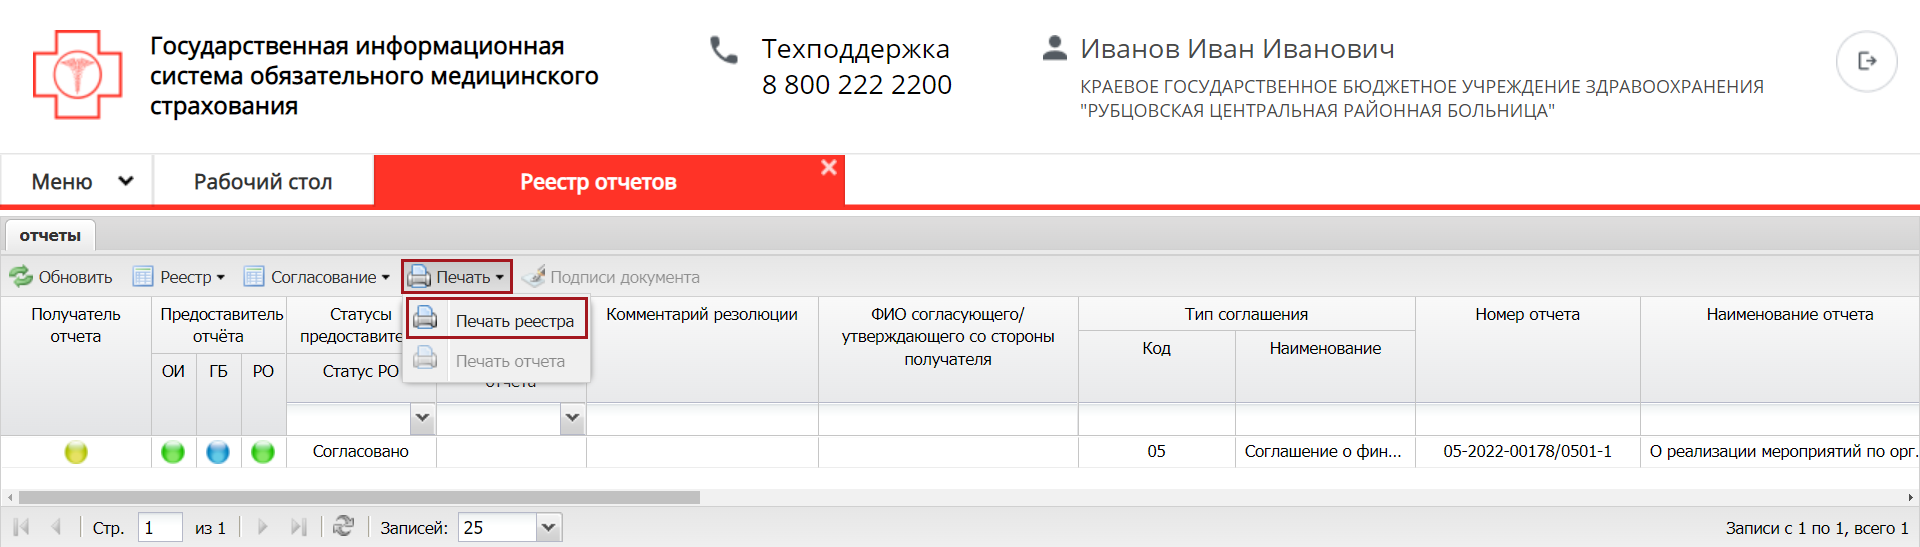 Государственная информационная
система обязательного медицинского
страхования
Техподдержка
8 800 222 2200
Иванов Иван Иванович
КРАЕВОЕ ГОСУДАРСТВЕННОЕ БЮДЖЕТНОЕ УЧРЕЖДЕНИЕ ЗДРАВООХРАНЕНИЯ
"РУБЦОВСКАЯ ЦЕНТРАЛЬНАЯ РАЙОННАЯ БОЛЬНИЦА"
Меню
Рабочий стол
Реестр отчетов
отчеты
Обновить
Реестр
Согласование
Печать
Подписи документа
Печать реестра
Печать отчета
Получатель
отчета
Предоставитель
отчёта
ОИ
ГБ
РО
Статусы
предоставите
Статус РО
отчета
Комментарий резолюции
ФИО согласующего/
утверждающего со стороны
получателя
Тип соглашения
Код
Наименование
Номер отчета
Наименование отчета
Согласовано
05
Соглашение о фин...
05-2022-00178/0501-1
О реализации мероприятий по орг.
Стр.
1
из 1
Записей:
25
Записи с 1 по 1, всего 1